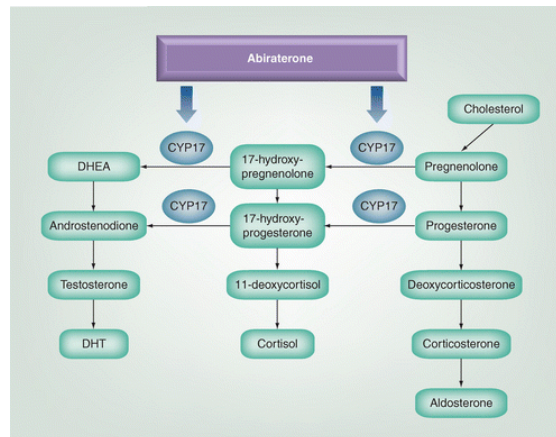 Abiraterone
Cholesterol
CYP17
CYP17
DHEA
17-hydroxy-
pregnenolone
Pregnenolone
CYP17
CYP17
Androstenodione
17-hydroxy-
progesterone
Progesterone
Testosterone
11-deoxycortisol
Deoxycorticosterone
DHT
Cortisol
Corticosterone
Aldosterone